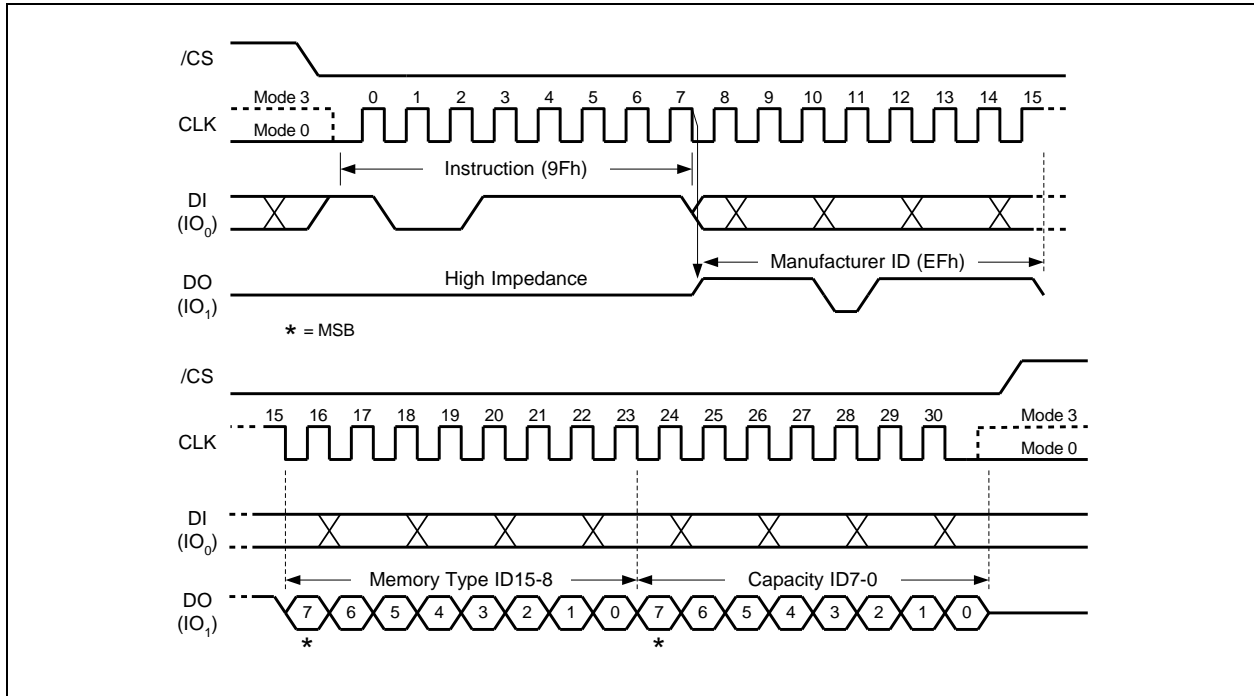 /CS
Mode 3 0 1 2 3 4 5 6 7 8 9 10 11 12 13 14 15
CLK
Mode 0
Instruction (9Fh)
DI
(IO0)
Manufacturer ID (EFh)
High Impedance
DO
(IO1)
* = MSB
/CS
15 16 17 18 19 20 21 22 23 24 25 26 27 28 29 30 Mode 3
CLK
Mode 0
DI
(IO0)
Memory Type ID15-8 Capacity ID7-0
DO 7 6 5 4 3 2 1 0 7 6 5 4 3 2 1 0
(IO1)
* *